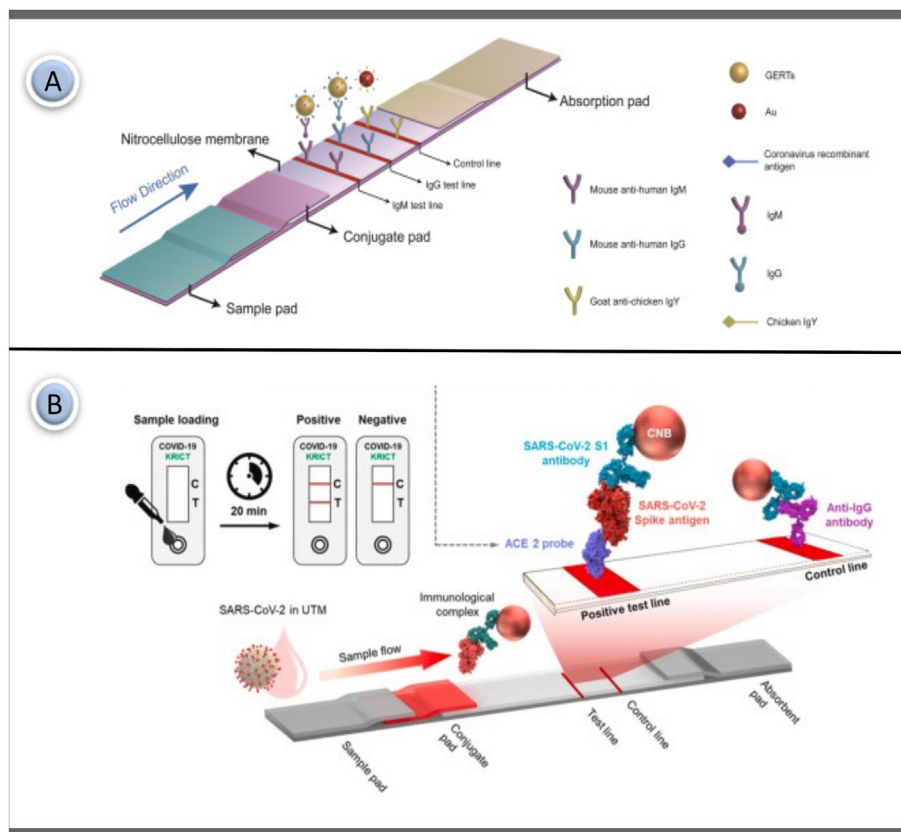 A
Absorption pad
Nitrocellulose membrane
Control line
IgG test line
IgM test line
Flow Direction
Conjugate pad
Sample pad
GERTs
Au
Coronavirus recombinant
antigen
Mouse anti-human IgM
IgM
Mouse anti-human IgG
IgG
Goat anti-chicken IgY
Chicken IgY
B
Sample loading
COVID-19
KRICT
C
T
20 min
Positive
COVID-19
KRICT
C
T
Negative
COVID-19
KRICT
C
T
CNB
SARS-CoV-2 S1
antibody
SARS-CoV-2
Spike antigen
ACE 2 probe
Anti-IgG
antibody
Positive test line
Control line
SARS-CoV-2 in UTM
Sample flow
Immunological
complex
Sample pad
Conjugate
pad
Test line
Control line
Absorbent
pad